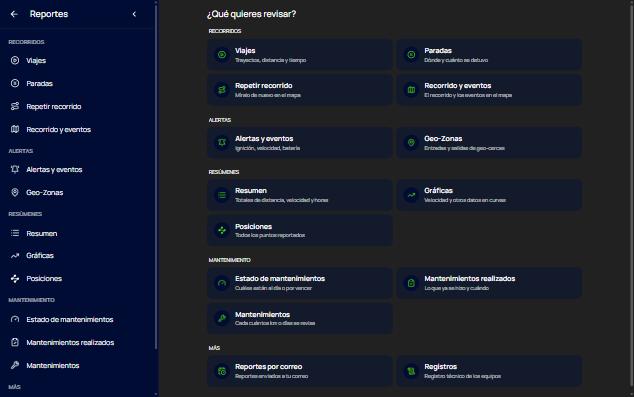 Reportes
RECORRIDOS
Viajes
Paradas
Repetir recorrido
Recorrido y eventos
ALERTAS
Alertas y eventos
Geo-Zonas
RESÚMENES
Resumen
Gráficas
Posiciones
MANTENIMIENTO
Estado de mantenimientos
Mantenimientos realizados
Mantenimientos
MÁS
¿Qué quieres revisar?
RECORRIDOS
Viajes
Trayectos, distancia y tiempo
Paradas
Dónde y cuánto se detuvo
Repetir recorrido
Míralo de nuevo en el mapa
Recorrido y eventos
El recorrido y los eventos en el mapa
ALERTAS
Alertas y eventos
Ignición, velocidad, batería
Geo-Zonas
Entradas y salidas de geo-cercas
RESÚMENES
Resumen
Totales de distancia, velocidad y horas
Gráficas
Velocidad y otros datos en curvas
Posiciones
Todos los puntos reportados
MANTENIMIENTO
Estado de mantenimientos
Cuáles están al día o por vencer
Mantenimientos realizados
Lo que ya se hizo y cuándo
Mantenimientos
Cada cuántos km o días se revisa
MÁS
Reportes por correo
Reportes enviados a tu correo
Registros
Registro técnico de los equipos